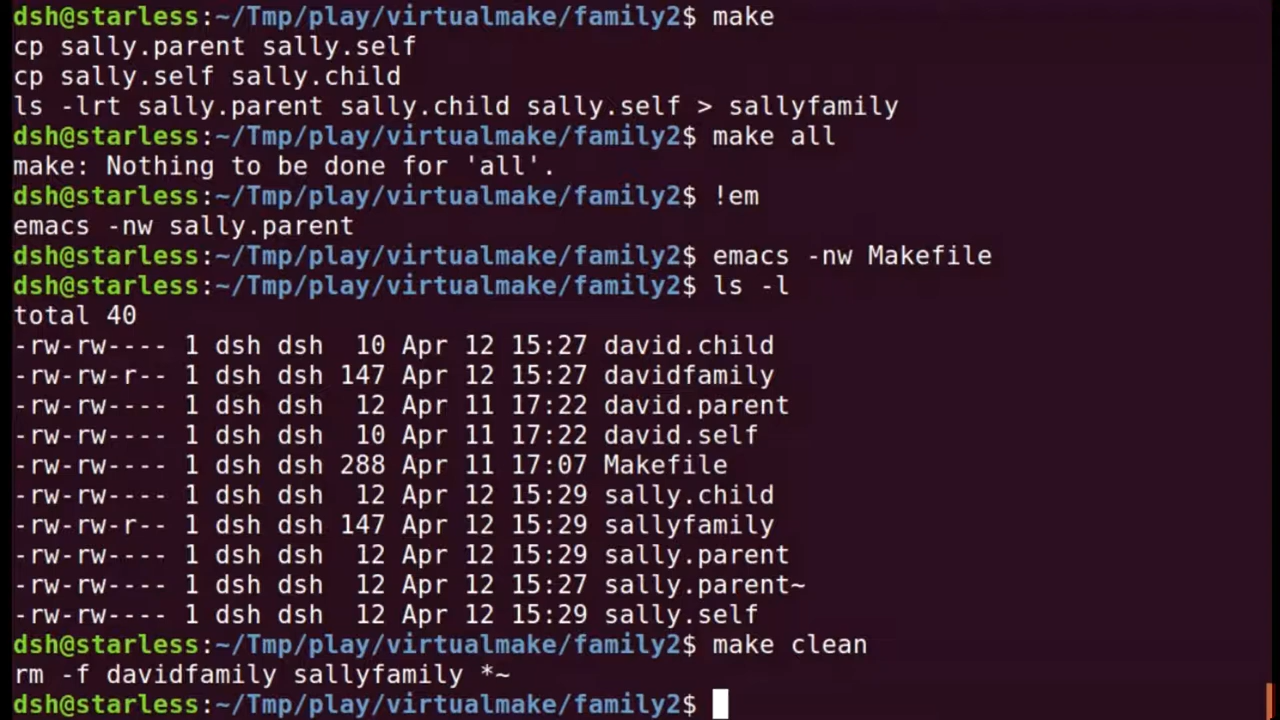 dsh@starless:~/Tmp/play/virtualmake/family2$ make
cp sally.parent sally.self
cp sally.self sally.child
ls -lrt sally.parent sally.child sally.self > sallyfamily
dsh@starless:~/Tmp/play/virtualmake/family2$ make all
make: Nothing to be done for 'all'.
dsh@starless:~/Tmp/play/virtualmake/family2$ !em
emacs -nw sally.parent
dsh@starless:~/Tmp/play/virtualmake/family2$ emacs -nw Makefile
dsh@starless:~/Tmp/play/virtualmake/family2$ ls -l
total 40
-rw-rw---- 1 dsh dsh  10 Apr 12 15:27 david.child
-rw-rw-r-- 1 dsh dsh 147 Apr 12 15:27 davidfamily
-rw-rw---- 1 dsh dsh  12 Apr 11 17:22 david.parent
-rw-rw---- 1 dsh dsh  10 Apr 11 17:22 david.self
-rw-rw---- 1 dsh dsh 288 Apr 11 17:07 Makefile
-rw-rw---- 1 dsh dsh  12 Apr 12 15:29 sally.child
-rw-rw-r-- 1 dsh dsh 147 Apr 12 15:29 sallyfamily
-rw-rw---- 1 dsh dsh  12 Apr 12 15:29 sally.parent
-rw-rw---- 1 dsh dsh  12 Apr 12 15:27 sally.parent~
-rw-rw---- 1 dsh dsh  12 Apr 12 15:29 sally.self
dsh@starless:~/Tmp/play/virtualmake/family2$ make clean
rm -f davidfamily sallyfamily *~
dsh@starless:~/Tmp/play/virtualmake/family2$